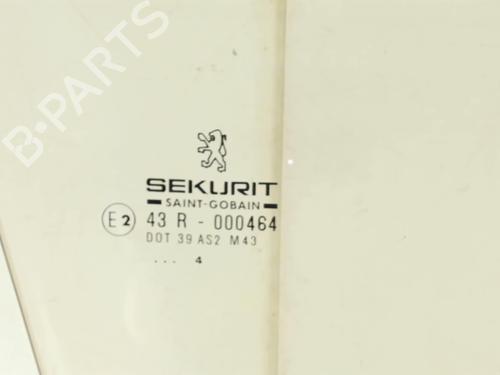 B-PARTS
SEKURIT
SAINT-GOBAIN
E2 43 R - 000464
DOT 39 AS2 M43
... 4